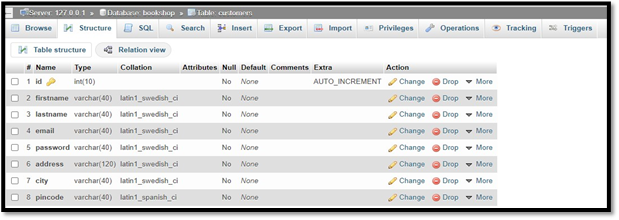 Server: 127.0.0.1 » Database: bookshop » Table: customers
Browse Structure SQL Search Insert Export Import Privileges Operations Tracking Triggers
Table structure Relation view
# Name Type Collation Attributes Null Default Comments Extra Action
1 id int(10) No None AUTO_INCREMENT Change Drop More
2 firstname varchar(40) latin1_swedish_ci No None Change Drop More
3 lastname varchar(40) latin1_swedish_ci No None Change Drop More
4 email varchar(40) latin1_swedish_ci No None Change Drop More
5 password varchar(40) latin1_swedish_ci No None Change Drop More
6 address varchar(120) latin1_swedish_ci No None Change Drop More
7 city varchar(40) latin1_swedish_ci No None Change Drop More
8 pincode varchar(40) latin1_spanish_ci No None Change Drop More